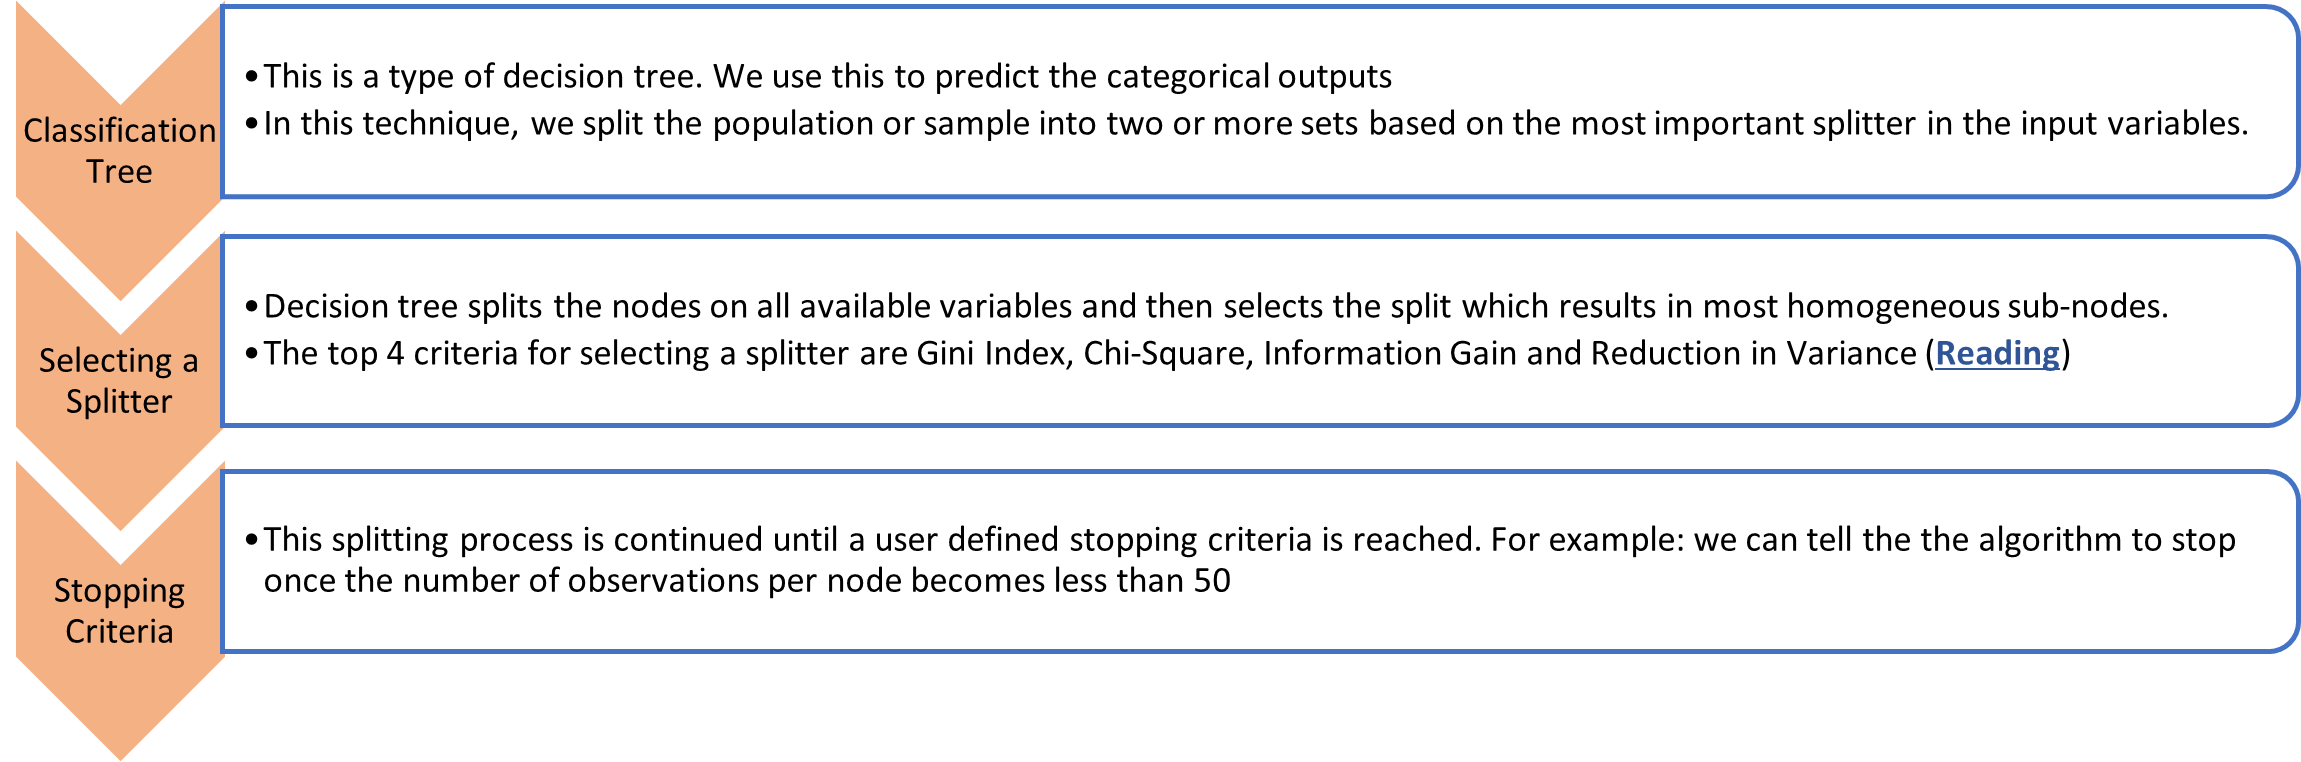 Classification
Tree
•This is a type of decision tree. We use this to predict the categorical outputs
•In this technique, we split the population or sample into two or more sets based on the most important splitter in the input variables.
Selecting a
Splitter
•Decision tree splits the nodes on all available variables and then selects the split which results in most homogeneous sub-nodes.
•The top 4 criteria for selecting a splitter are Gini Index, Chi-Square, Information Gain and Reduction in Variance (Reading)
Stopping
Criteria
•This splitting process is continued until a user defined stopping criteria is reached. For example: we can tell the the algorithm to stop
once the number of observations per node becomes less than 50